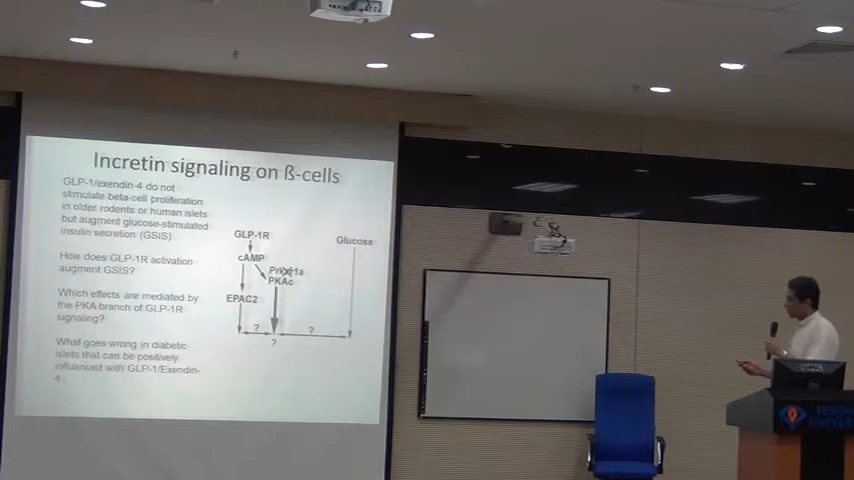 Incretin signaling on ß-cells
GLP-1/exendin-4 do not
stimulate beta-cell proliferation
in older rodents or human islets
but augment glucose-stimulated
insulin secretion (GSIS)
How does GLP-1R activation
augment GSIS?
Which effects are mediated by
the PKA branch of GLP-1R
signaling?
What goes wrong in diabetic
islets that can be positively
influenced with GLP-1/Exendin-
4
GLP-1R
Glucose
cAMP
PKAc
EPAC2
?
?
?